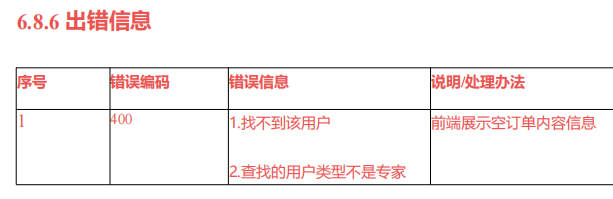 6.8.6 出错信息
序号 错误编码 错误信息 说明/处理办法
1 400 1.找不到该用户 前端展示空订单内容信息
2.查找的用户类型不是专家